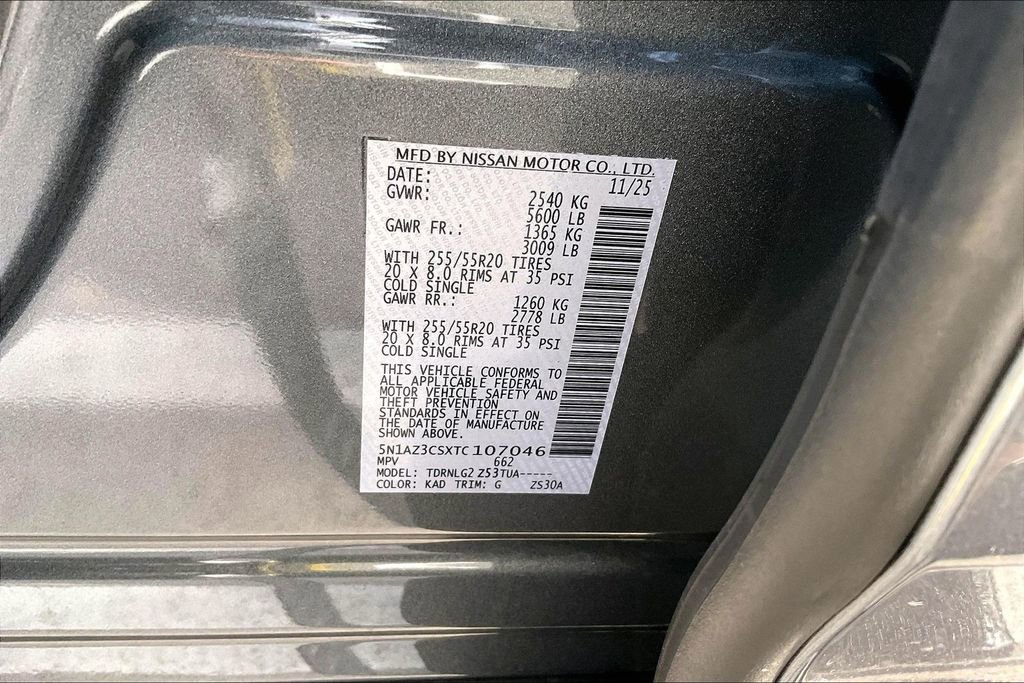 MFD BY NISSAN MOTOR CO., LTD.
DATE: 11/25
GVWR: 2540 KG
5600 LB
GAWR FR.: 1365 KG
3009 LB
WITH 255/55R20 TIRES
20 X 8.0 RIMS AT 35 PSI
COLD SINGLE
GAWR RR.: 1260 KG
2778 LB
WITH 255/55R20 TIRES
20 X 8.0 RIMS AT 35 PSI
COLD SINGLE
THIS VEHICLE CONFORMS TO
ALL APPLICABLE FEDERAL
MOTOR VEHICLE SAFETY AND
THEFT PREVENTION
STANDARDS IN EFFECT ON
THE DATE OF MANUFACTURE
SHOWN ABOVE.
5N1AZ3CSXTC107046
MPV 662
MODEL: TDRNLG2 Z53TUA-----
COLOR: KAD TRIM: G ZS30A